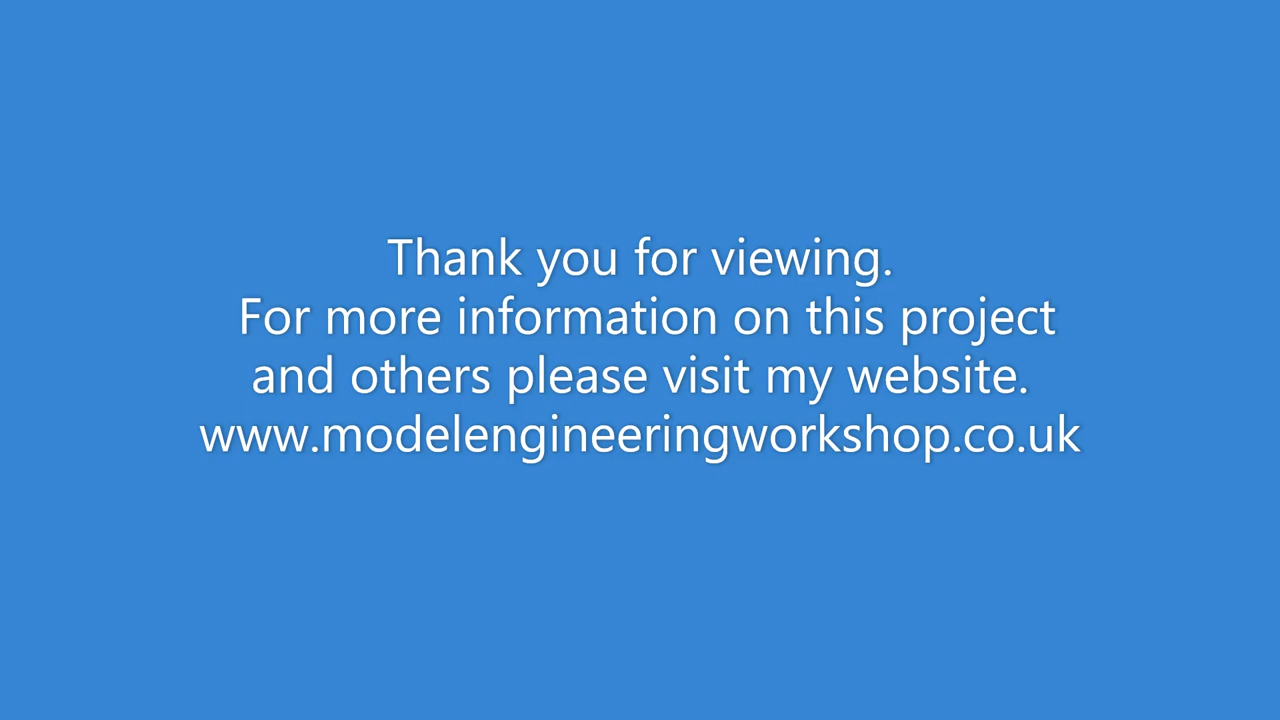 Thank you for viewing.
For more information on this project
and others please visit my website.
www.modelengineeringworkshop.co.uk